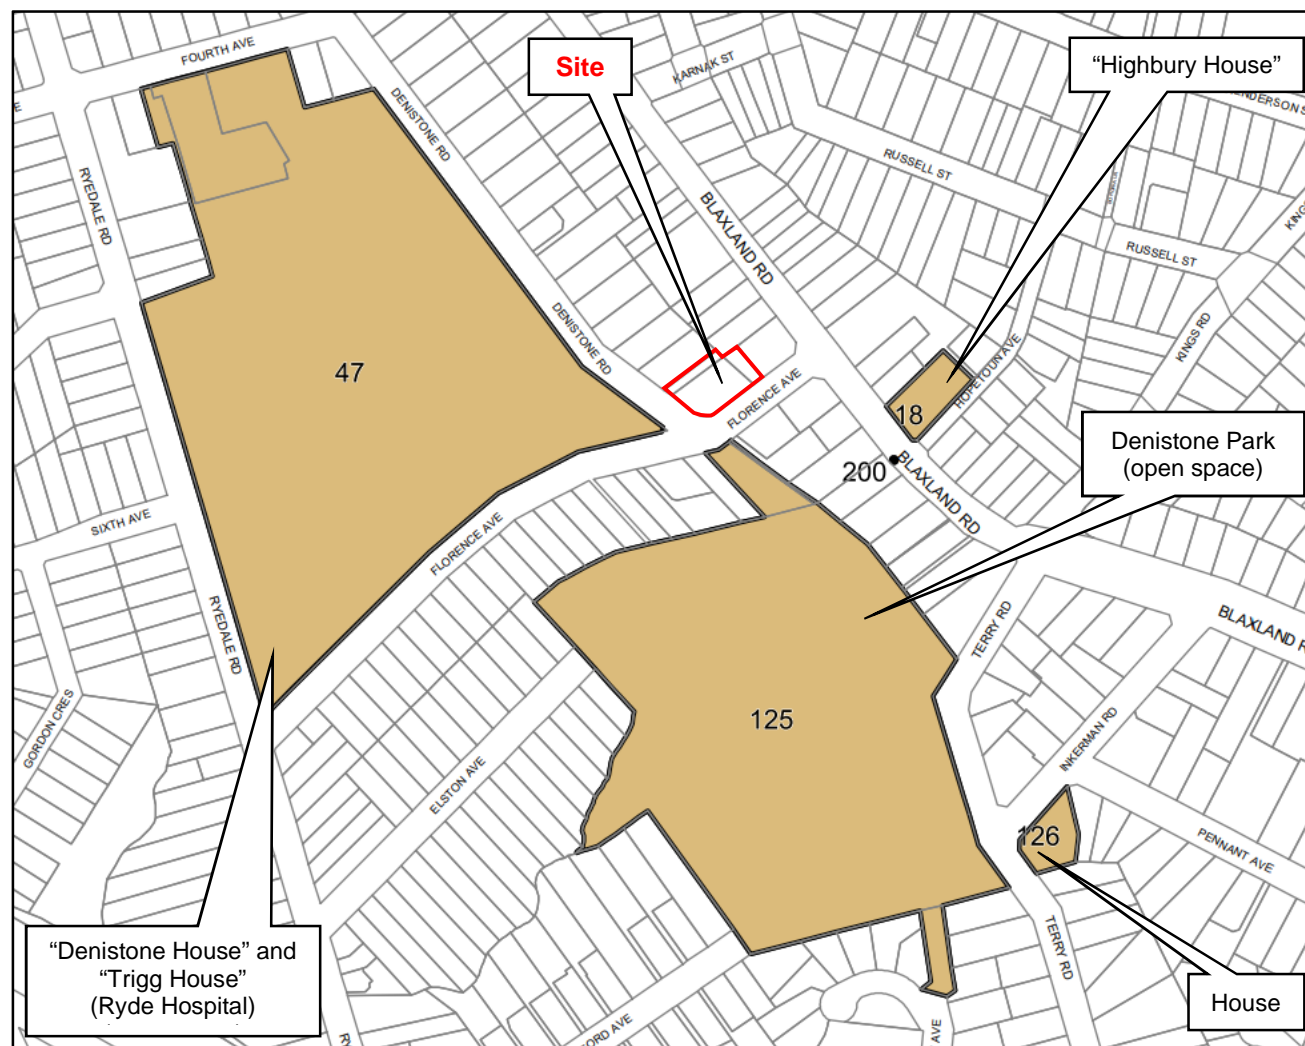 FOURTH AVE
Site
KARNAK ST
“Highbury House”
DENISTONE RD
RUSSELL ST
RYEDALE RD
BLAXLAND RD
RUSSELL ST
KINGS RD
DENISTONE RD
HOPETOUN AVE
47
FLORENCE AVE
18
Denistone Park
(open space)
200
BLAXLAND RD
SIXTH AVE
FLORENCE AVE
TERRY RD
BLAXLAND R
RYEDALE RD
GORDON CRES
125
INKERMAN RD
ELSTON AVE
126
PENNANT AVE
“Denistone House” and
“Trigg House”
(Ryde Hospital)
TERRY RD
House
ORD AVE
AVE